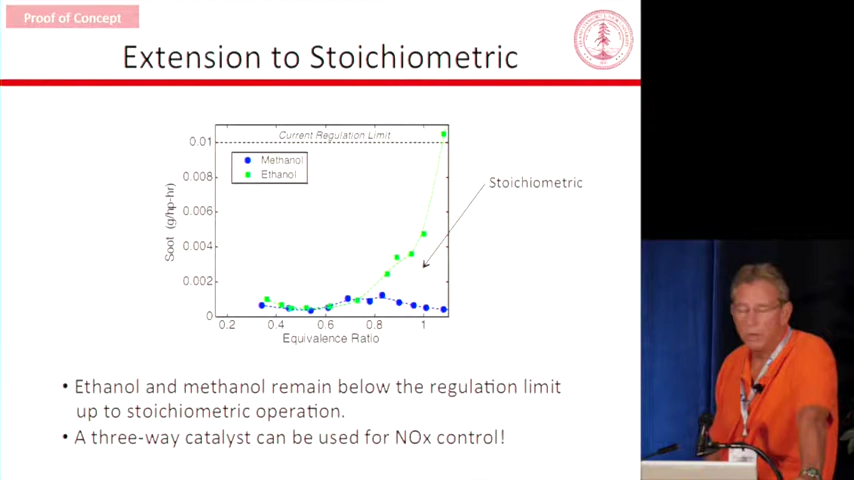 Proof of Concept
Extension to Stoichiometric
Current Regulation Limit
Methanol
Ethanol
Stoichiometric
0.01
0.008
0.006
0.004
0.002
0
Soot (g/hp-hr)
0.2 0.4 0.6 0.8 1
Equivalence Ratio
• Ethanol and methanol remain below the regulation limit
up to stoichiometric operation.
• A three-way catalyst can be used for NOx control!